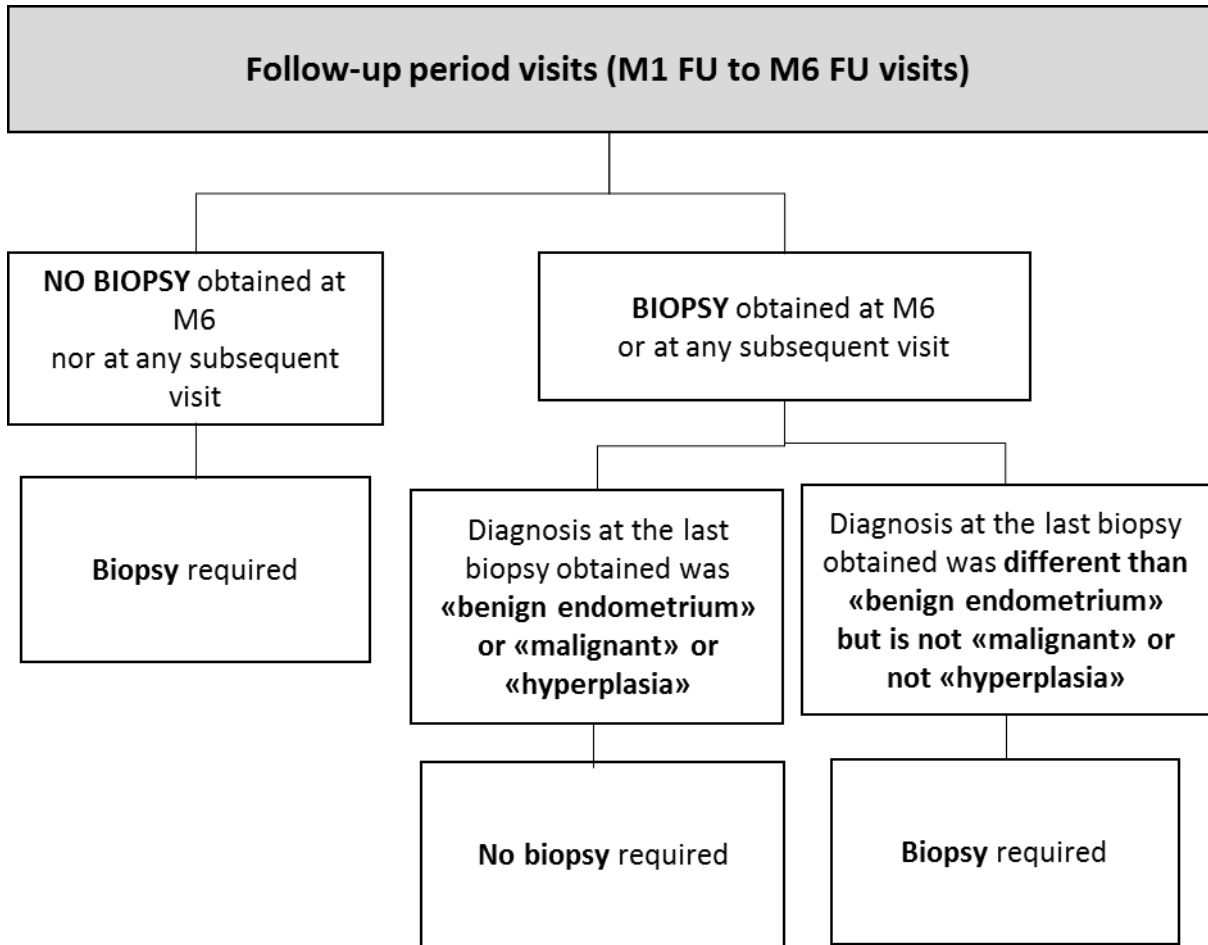 Follow-up period visits (M1 FU to M6 FU visits)
NO BIOPSY obtained at
M6
nor at any subsequent
visit
BIOPSY obtained at M6
or at any subsequent visit
Biopsy required
Diagnosis at the last
biopsy obtained was
«benign endometrium»
or «malignant» or
«hyperplasia»
Diagnosis at the last biopsy
obtained was different than
«benign endometrium»
but is not «malignant» or
not «hyperplasia»
No biopsy required
Biopsy required